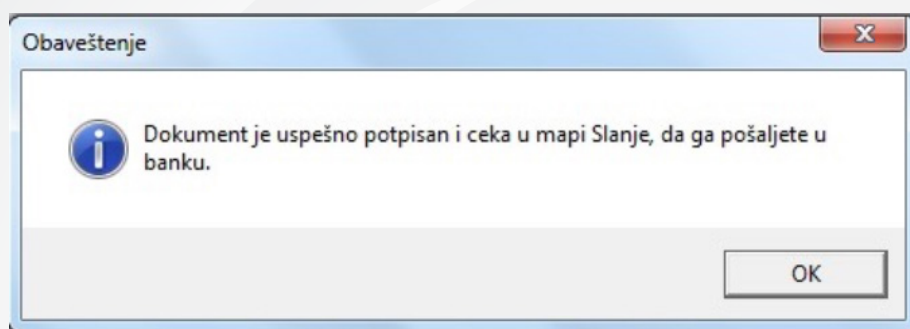 Obaveštenje
Dokument je uspešno potpisan i ceka u mapi Slanje, da ga pošaljete u
banku.
OK